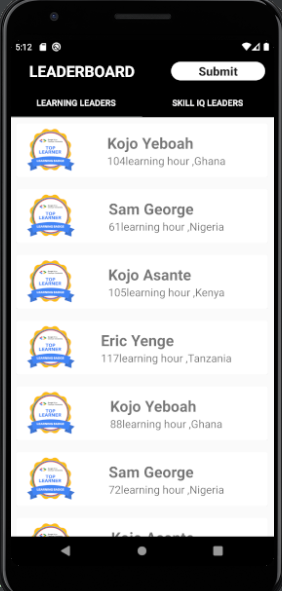 5:12
LEADERBOARD
Submit
LEARNING LEADERS
SKILL IQ LEADERS
TOP
LEARNER
Kojo Yeboah
104learning hour ,Ghana
TOP
LEARNER
Sam George
61learning hour ,Nigeria
TOP
LEARNER
Kojo Asante
105learning hour ,Kenya
TOP
LEARNER
Eric Yenge
117learning hour ,Tanzania
TOP
LEARNER
Kojo Yeboah
88learning hour ,Ghana
TOP
LEARNER
Sam George
72learning hour ,Nigeria
Kojo Asante